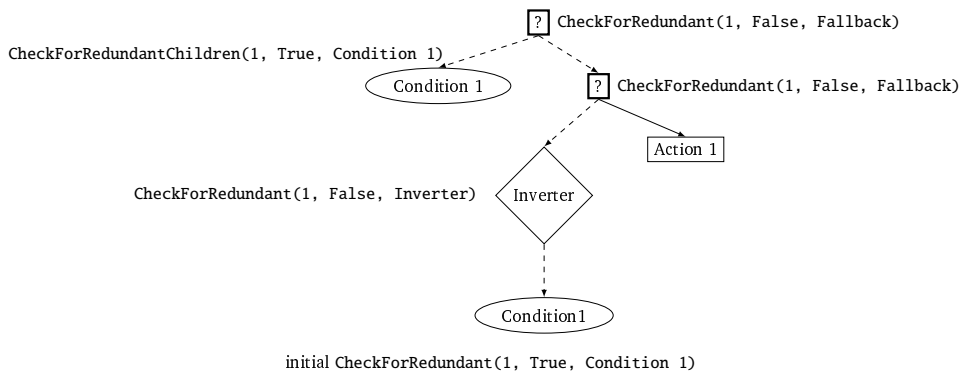 ? CheckForRedundant(1, False, Fallback)
CheckForRedundantChildren(1, True, Condition 1)
Condition 1
? CheckForRedundant(1, False, Fallback)
Action 1
CheckForRedundant(1, False, Inverter)
Inverter
Condition1
initial CheckForRedundant(1, True, Condition 1)